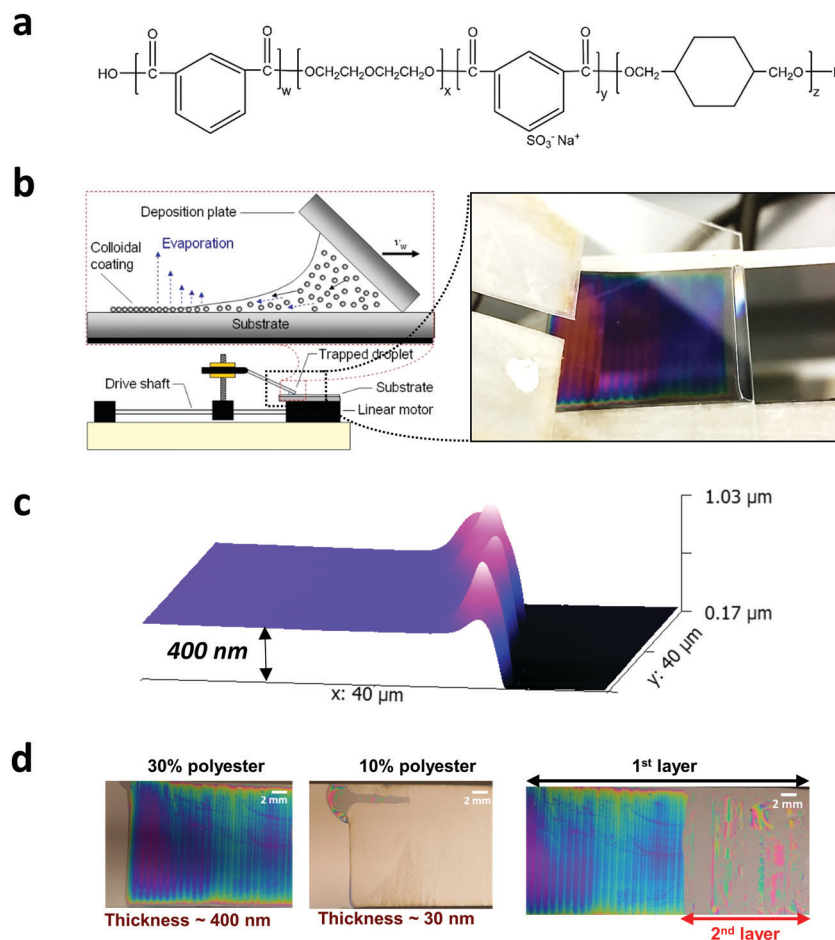 a
HO
O
C
O
C
w
OCH₂CH₂OCH₂CH₂O
x
O
C
O
C
y
SO₃⁻ Na⁺
OCH₂
CH₂O
z
b
Deposition plate
v_w
Colloidal
coating
Evaporation
Substrate
Trapped droplet
Drive shaft
Substrate
Linear motor
c
1.03 µm
0.17 µm
400 nm
x: 40 µm
y: 40 µm
d
30% polyester
10% polyester
1st layer
2 mm
2 mm
2 mm
Thickness ~ 400 nm
Thickness ~ 30 nm
2nd layer